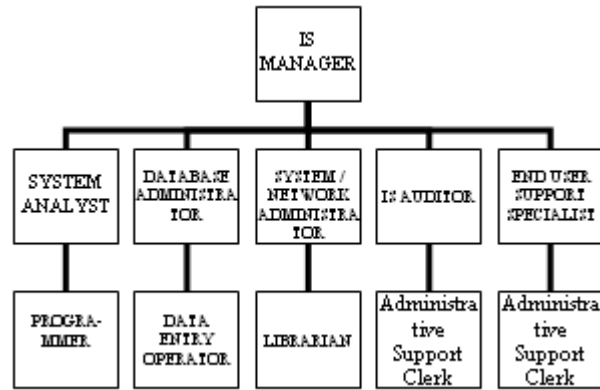 IS
MANAGER
SYSTEM
ANALYST
DATABASE
ADMINISTRA
TOR
SYSTEM /
NETWORK
ADMINISTRA
TOR
IS AUDITOR
END USER
SUPPORT
SPECIALIST
PROGRA-
MMER
DATA
ENTRY
OPERATOR
LIBRARIAN
Administra
tive
Support
Clerk
Administra
tive
Support
Clerk